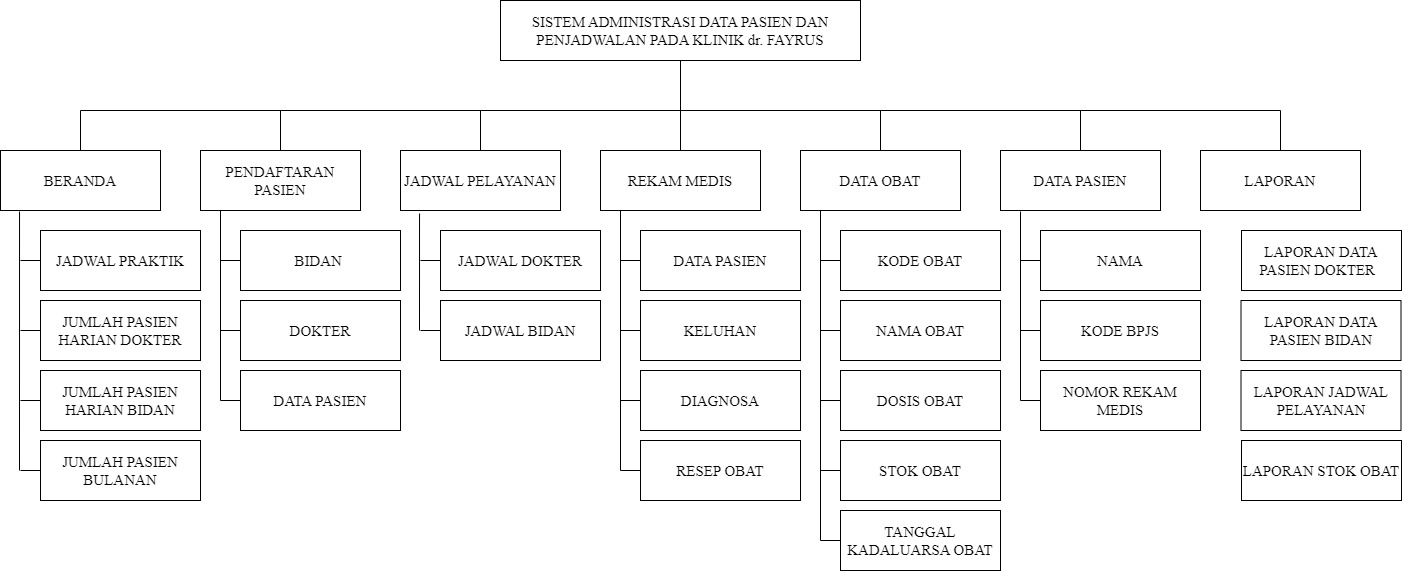 SISTEM ADMINISTRASI DATA PASIEN DAN
PENJADWALAN PADA KLINIK dr. FAYRUS
BERANDA
PENDAFTARAN
PASIEN
JADWAL PELAYANAN
REKAM MEDIS
DATA OBAT
DATA PASIEN
LAPORAN
JADWAL PRAKTIK
JUMLAH PASIEN
HARIAN DOKTER
JUMLAH PASIEN
HARIAN BIDAN
JUMLAH PASIEN
BULANAN
BIDAN
DOKTER
DATA PASIEN
JADWAL DOKTER
JADWAL BIDAN
DATA PASIEN
KELUHAN
DIAGNOSA
RESEP OBAT
KODE OBAT
NAMA OBAT
DOSIS OBAT
STOK OBAT
TANGGAL
KADALUARSA OBAT
NAMA
KODE BPJS
NOMOR REKAM
MEDIS
LAPORAN DATA
PASIEN DOKTER
LAPORAN DATA
PASIEN BIDAN
LAPORAN JADWAL
PELAYANAN
LAPORAN STOK OBAT